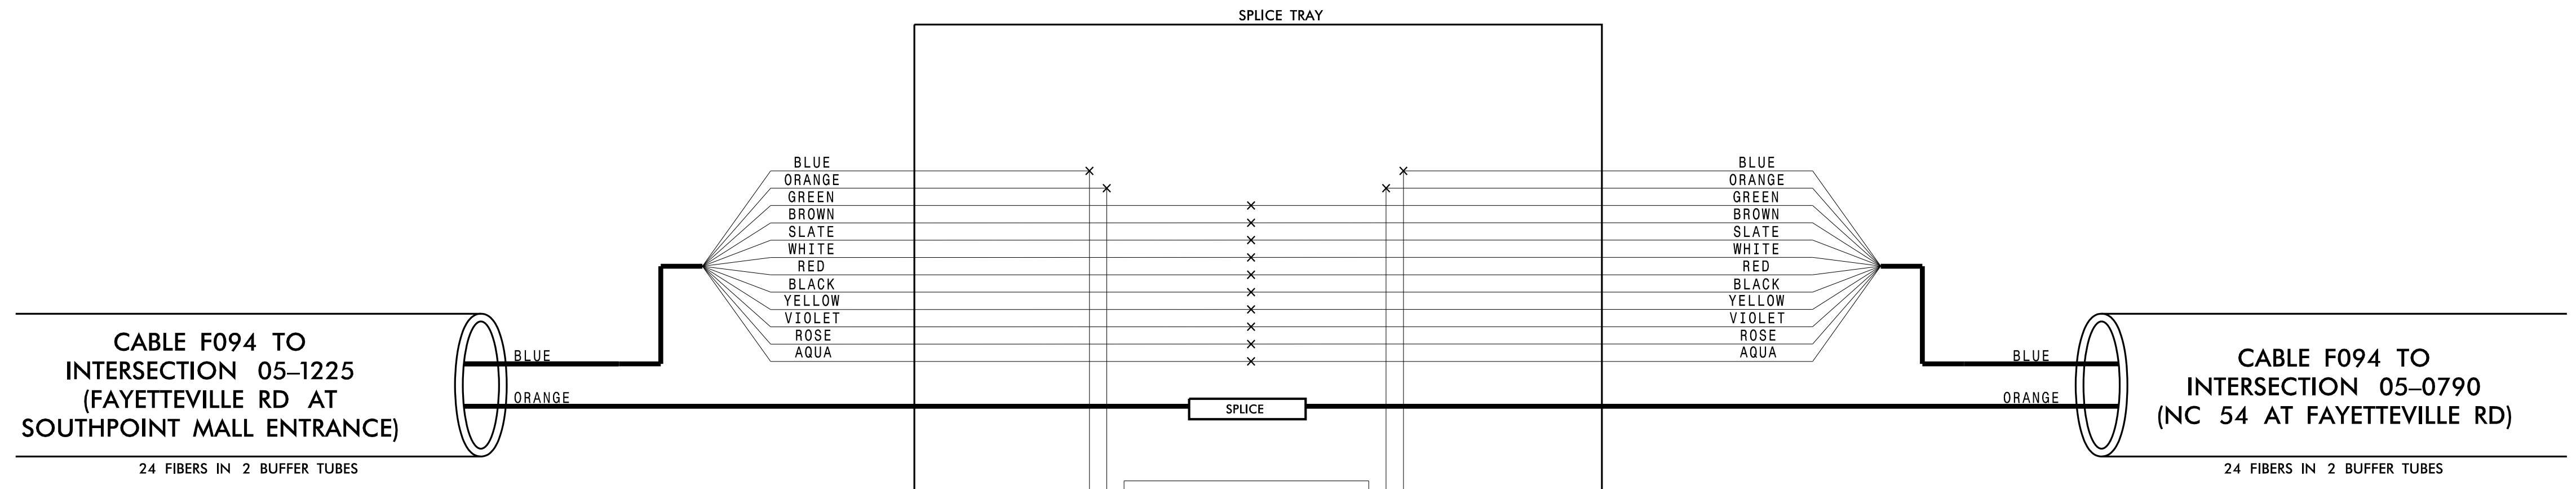 SPLICE TRAY
BLUE
ORANGE
GREEN
BROWN
SLATE
WHITE
RED
BLACK
YELLOW
VIOLET
ROSE
AQUA
BLUE
ORANGE
GREEN
BROWN
SLATE
WHITE
RED
BLACK
YELLOW
VIOLET
ROSE
AQUA
CABLE F094 TO
INTERSECTION 05–1225
(FAYETTEVILLE RD AT
SOUTHPOINT MALL ENTRANCE)
24 FIBERS IN 2 BUFFER TUBES
BLUE
ORANGE
SPLICE
BLUE
ORANGE
CABLE F094 TO
INTERSECTION 05–0790
(NC 54 AT FAYETTEVILLE RD)
24 FIBERS IN 2 BUFFER TUBES